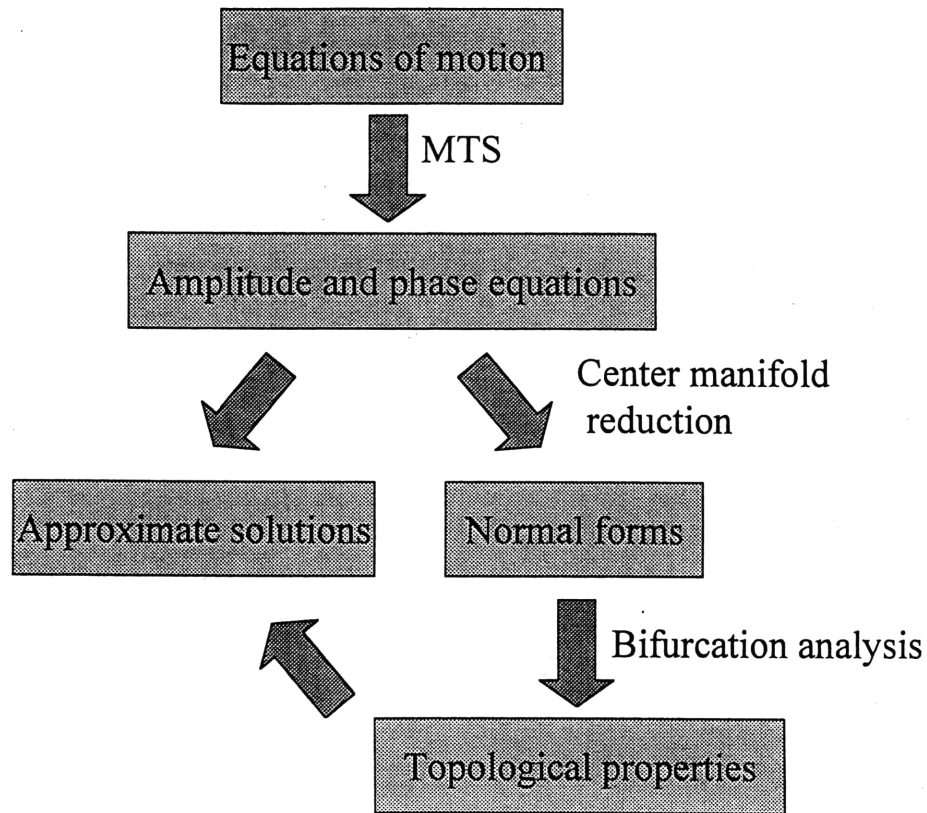 Equations of motion
MTS
Amplitude and phase equations
Center manifold
reduction
Approximate solutions
Normal forms
Bifurcation analysis
Topological properties